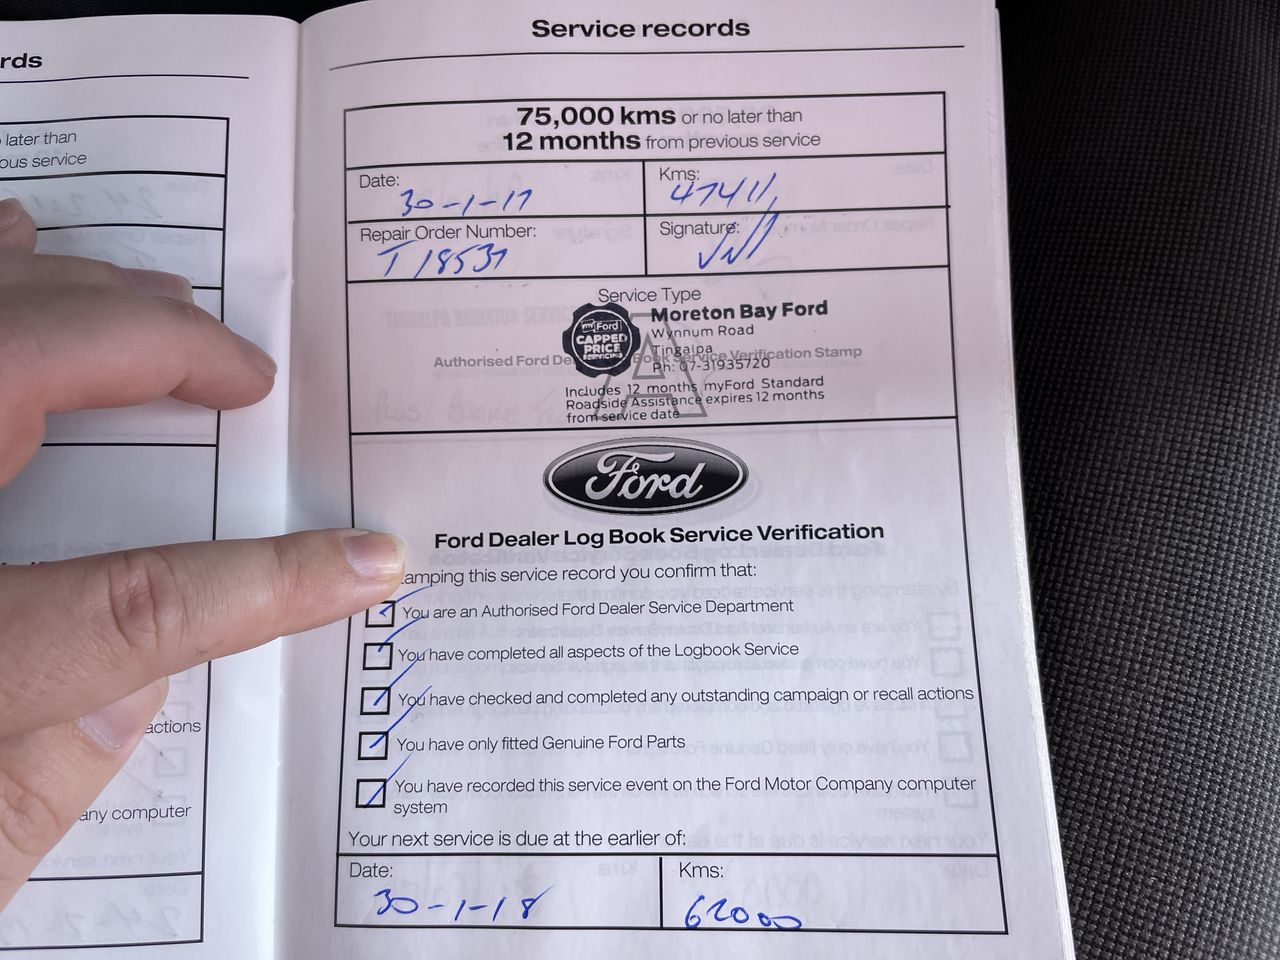 rds
later than
ous service
actions
any computer
Service records
75,000 kms or no later than
12 months from previous service
Date:
30-1-17
Kms:
47411
Repair Order Number:
T18537
Signature:
Service Type
my Ford
CAPPED
PRICE
SERVICING
Moreton Bay Ford
Wynnum Road
Tingalpa
Ph: 07-31935720
Authorised Ford De Book Service Verification Stamp
Includes 12 months myFord Standard
Roadside Assistance expires 12 months
from service date
Ford
Ford Dealer Log Book Service Verification
amping this service record you confirm that:
You are an Authorised Ford Dealer Service Department
You have completed all aspects of the Logbook Service
You have checked and completed any outstanding campaign or recall actions
You have only fitted Genuine Ford Parts
You have recorded this service event on the Ford Motor Company computer
system
Your next service is due at the earlier of:
Date:
30-1-18
Kms:
62000